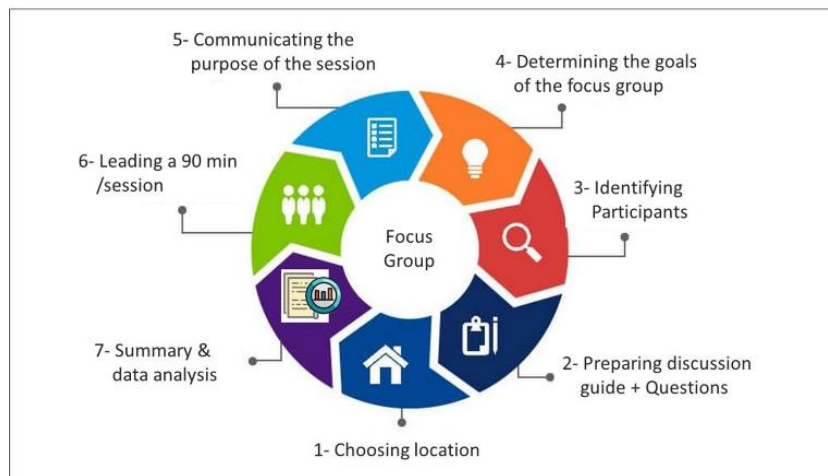 5- Communicating the
purpose of the session
4- Determining the goals
of the focus group
6- Leading a 90 min
/session
3- Identifying
Participants
Focus
Group
7- Summary &
data analysis
2- Preparing discussion
guide + Questions
1- Choosing location